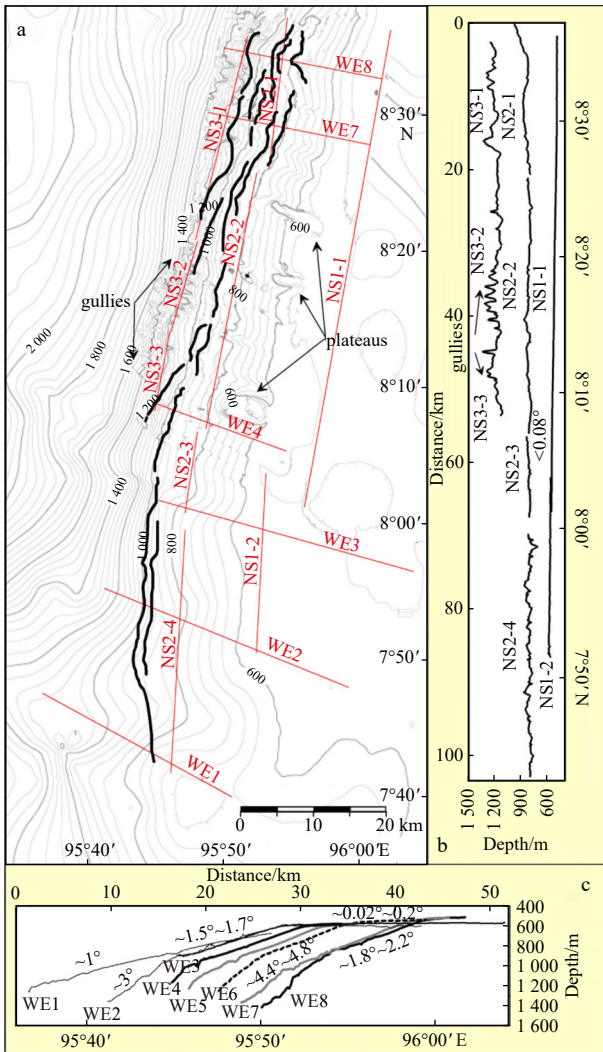 a
WE8
NS2-1
NS3-1
WE7
8°30′
N
1 200
1 000
1 400
NS2-2
600
8°20′
NS3-2
gullies
800
NS1-1
2 000
1 800
plateaus
1 600
NS3-3
8°10′
1 200
600
WE4
NS2-3
1 400
8°00′
1 000
800
WE3
NS1-2
NS2-4
WE2
7°50′
600
WE1
7°40′
0 10 20 km
95°40′ 95°50′ 96°00′E
b
0
20
40
60
80
100
Distance/km
NS3-1
NS2-1
8°30′
NS3-2
NS2-2
NS1-1
8°20′
gullies
NS3-3
8°10′
NS2-3
<0.08°
8°00′
NS2-4
NS1-2
7°50′N
1 500 1 200 900 600
Depth/m
c
Distance/km
0 10 20 30 40 50
400
600
800
1 000
1 200
1 400
1 600
Depth/m
~0.02°~0.2°
~1.5°~1.7°
~1°
~3°
~4.4°~4.8°
~1.8°~2.2°
WE1
WE2
WE3
WE4
WE5
WE6
WE7
WE8
95°40′ 95°50′ 96°00′ E